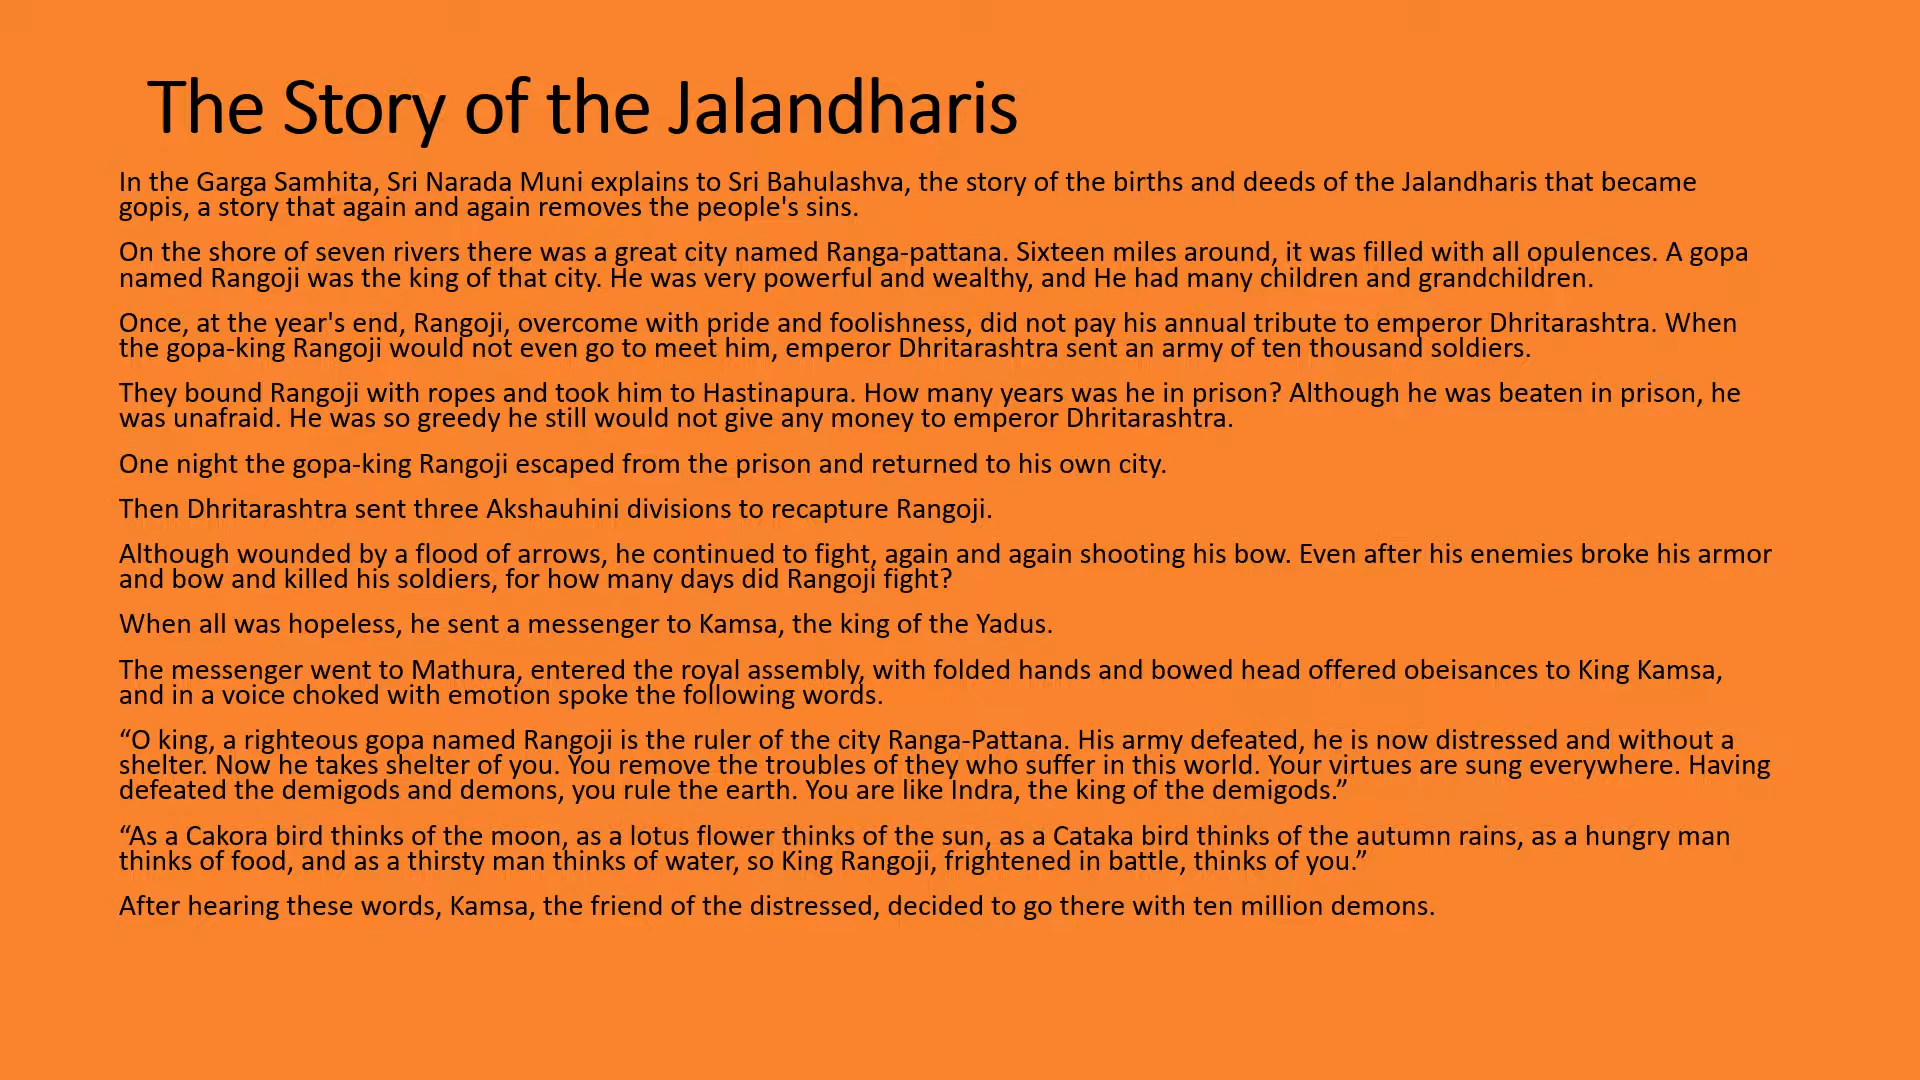 The Story of the Jalandharis
In the Garga Samhita, Sri Narada Muni explains to Sri Bahulashva, the story of the births and deeds of the Jalandharis that became
gopis, a story that again and again removes the people's sins.
On the shore of seven rivers there was a great city named Ranga-pattana. Sixteen miles around, it was filled with all opulences. A gopa
named Rangoji was the king of that city. He was very powerful and wealthy, and He had many children and grandchildren.
Once, at the year's end, Rangoji, overcome with pride and foolishness, did not pay his annual tribute to emperor Dhritarashtra. When
the gopa-king Rangoji would not even go to meet him, emperor Dhritarashtra sent an army of ten thousand soldiers.
They bound Rangoji with ropes and took him to Hastinapura. How many years was he in prison? Although he was beaten in prison, he
was unafraid. He was so greedy he still would not give any money to emperor Dhritarashtra.
One night the gopa-king Rangoji escaped from the prison and returned to his own city.
Then Dhritarashtra sent three Akshauhini divisions to recapture Rangoji.
Although wounded by a flood of arrows, he continued to fight, again and again shooting his bow. Even after his enemies broke his armor
and bow and killed his soldiers, for how many days did Rangoji fight?
When all was hopeless, he sent a messenger to Kamsa, the king of the Yadus.
The messenger went to Mathura, entered the royal assembly, with folded hands and bowed head offered obeisances to King Kamsa,
and in a voice choked with emotion spoke the following words.
“O king, a righteous gopa named Rangoji is the ruler of the city Ranga-Pattana. His army defeated, he is now distressed and without a
shelter. Now he takes shelter of you. You remove the troubles of they who suffer in this world. Your virtues are sung everywhere. Having
defeated the demigods and demons, you rule the earth. You are like Indra, the king of the demigods.”
“As a Cakora bird thinks of the moon, as a lotus flower thinks of the sun, as a Cataka bird thinks of the autumn rains, as a hungry man
thinks of food, and as a thirsty man thinks of water, so King Rangoji, frightened in battle, thinks of you.”
After hearing these words, Kamsa, the friend of the distressed, decided to go there with ten million demons.